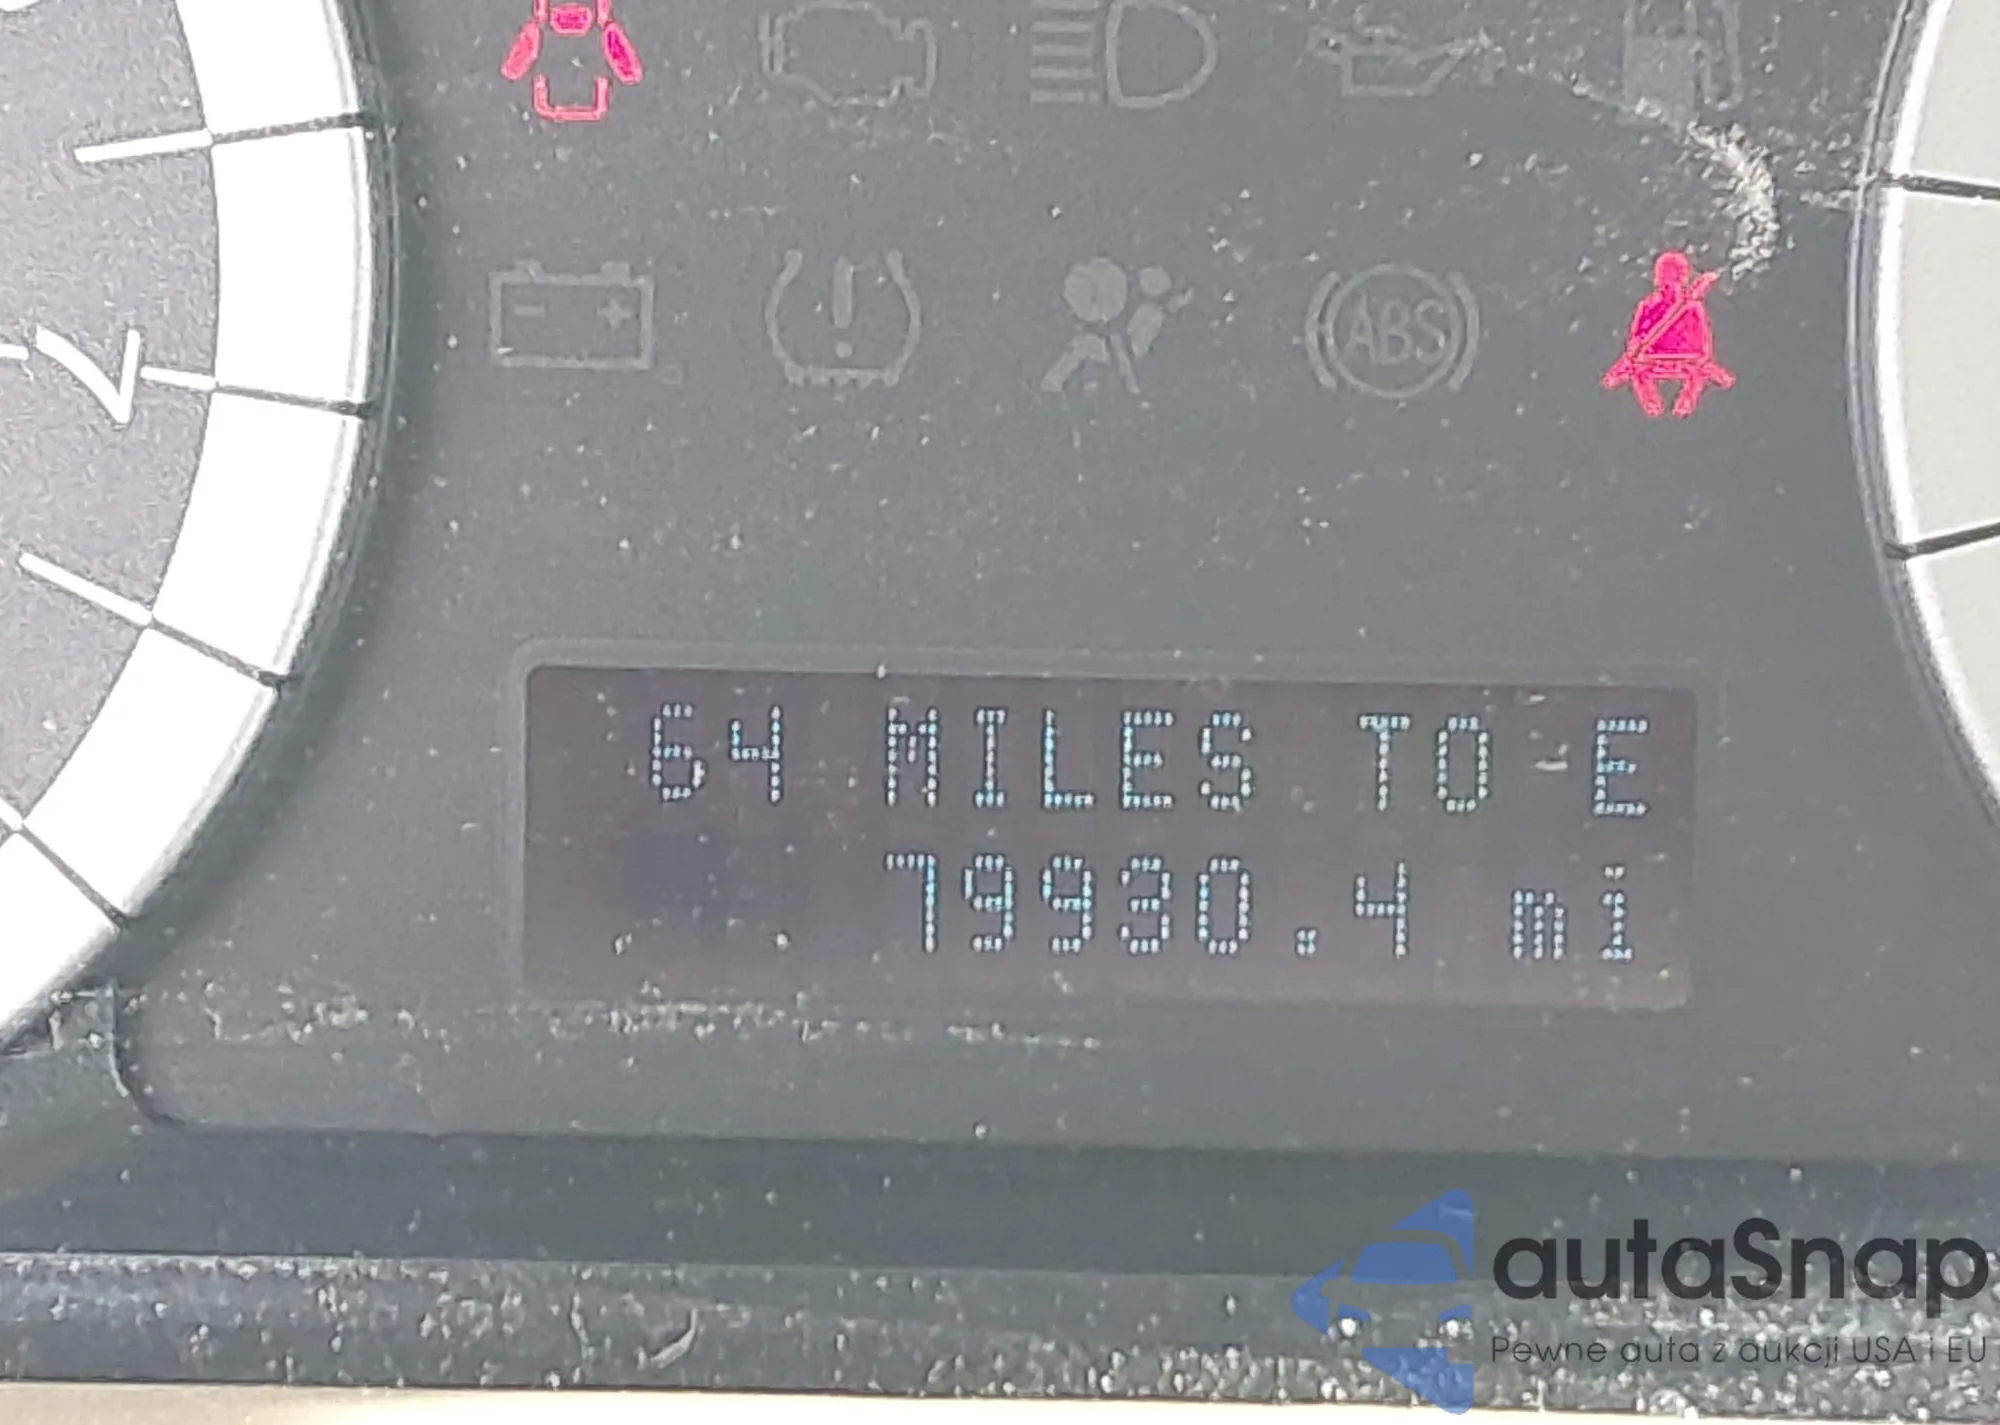 ABS
64 MILES TO E
79930.4 mi
autaSnap
Pewne auta z aukcji USA i EU